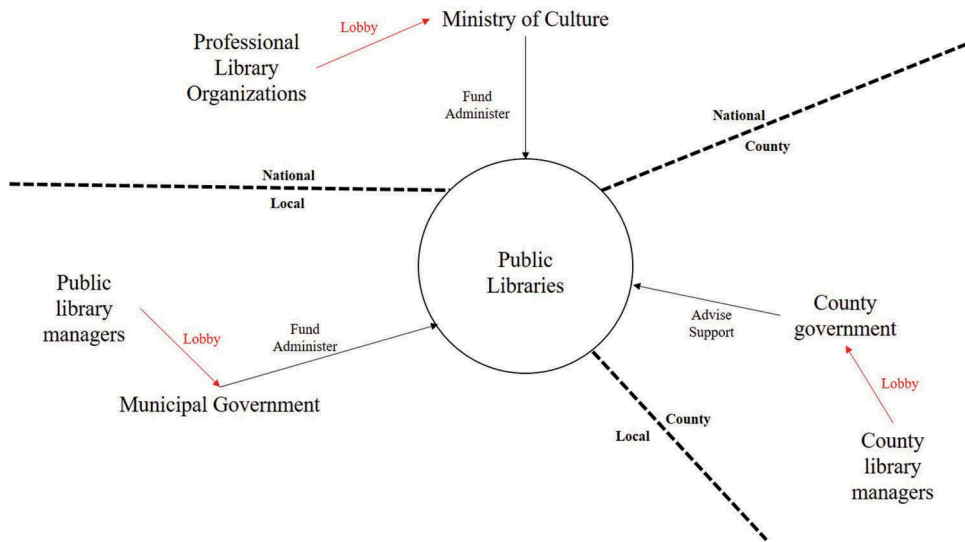 Ministry of Culture
Lobby
Professional
Library
Organizations
Fund
Administer
National
County
National
Local
Public
Libraries
Public
library
managers
Lobby
Fund
Administer
Municipal Government
Advise
Support
County
government
Lobby
County
Local
County
library
managers